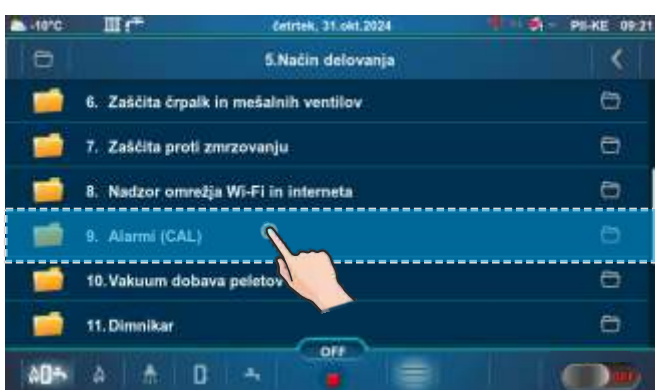 -10°C četrtek, 31.okt.2024 PII-KE 09:21
5.Način delovanja
6. Zaščita črpalk in mešalnih ventilov
7. Zaščita proti zmrzovanju
8. Nadzor omrežja Wi-Fi in interneta
9. Alarmi (CAL)
10. Vakuum dobava peletov
11. Dimnikar
OFF
OFF